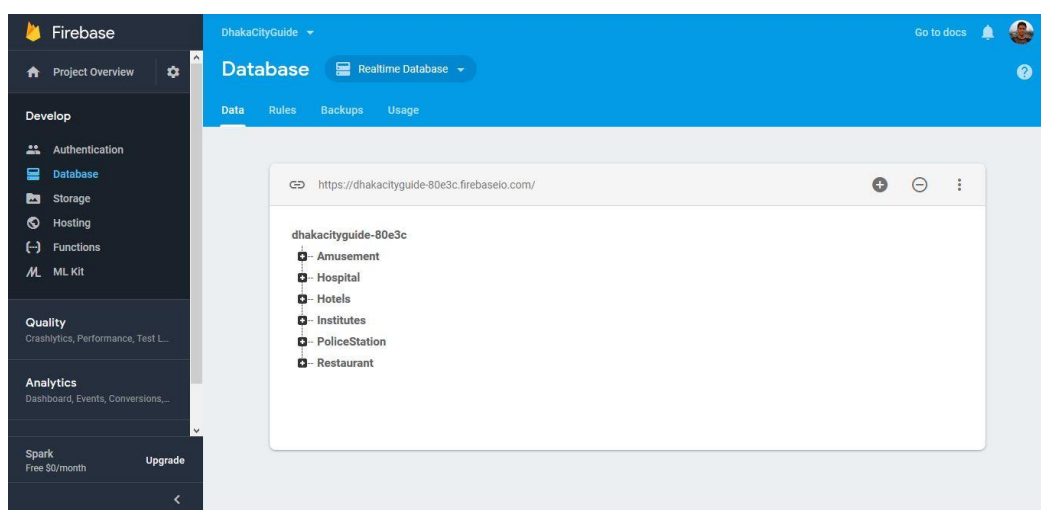 Firebase
Project Overview
Develop
Authentication
Database
Storage
Hosting
Functions
ML Kit
Quality
Crashlytics, Performance, Test L...
Analytics
Dashboard, Events, Conversions,...
Spark
Free $0/month
Upgrade
DhakaCityGuide
Go to docs
Database
Realtime Database
Data Rules Backups Usage
https://dhakacityguide-80e3c.firebaseio.com/
dhakacityguide-80e3c
Amusement
Hospital
Hotels
Institutes
PoliceStation
Restaurant